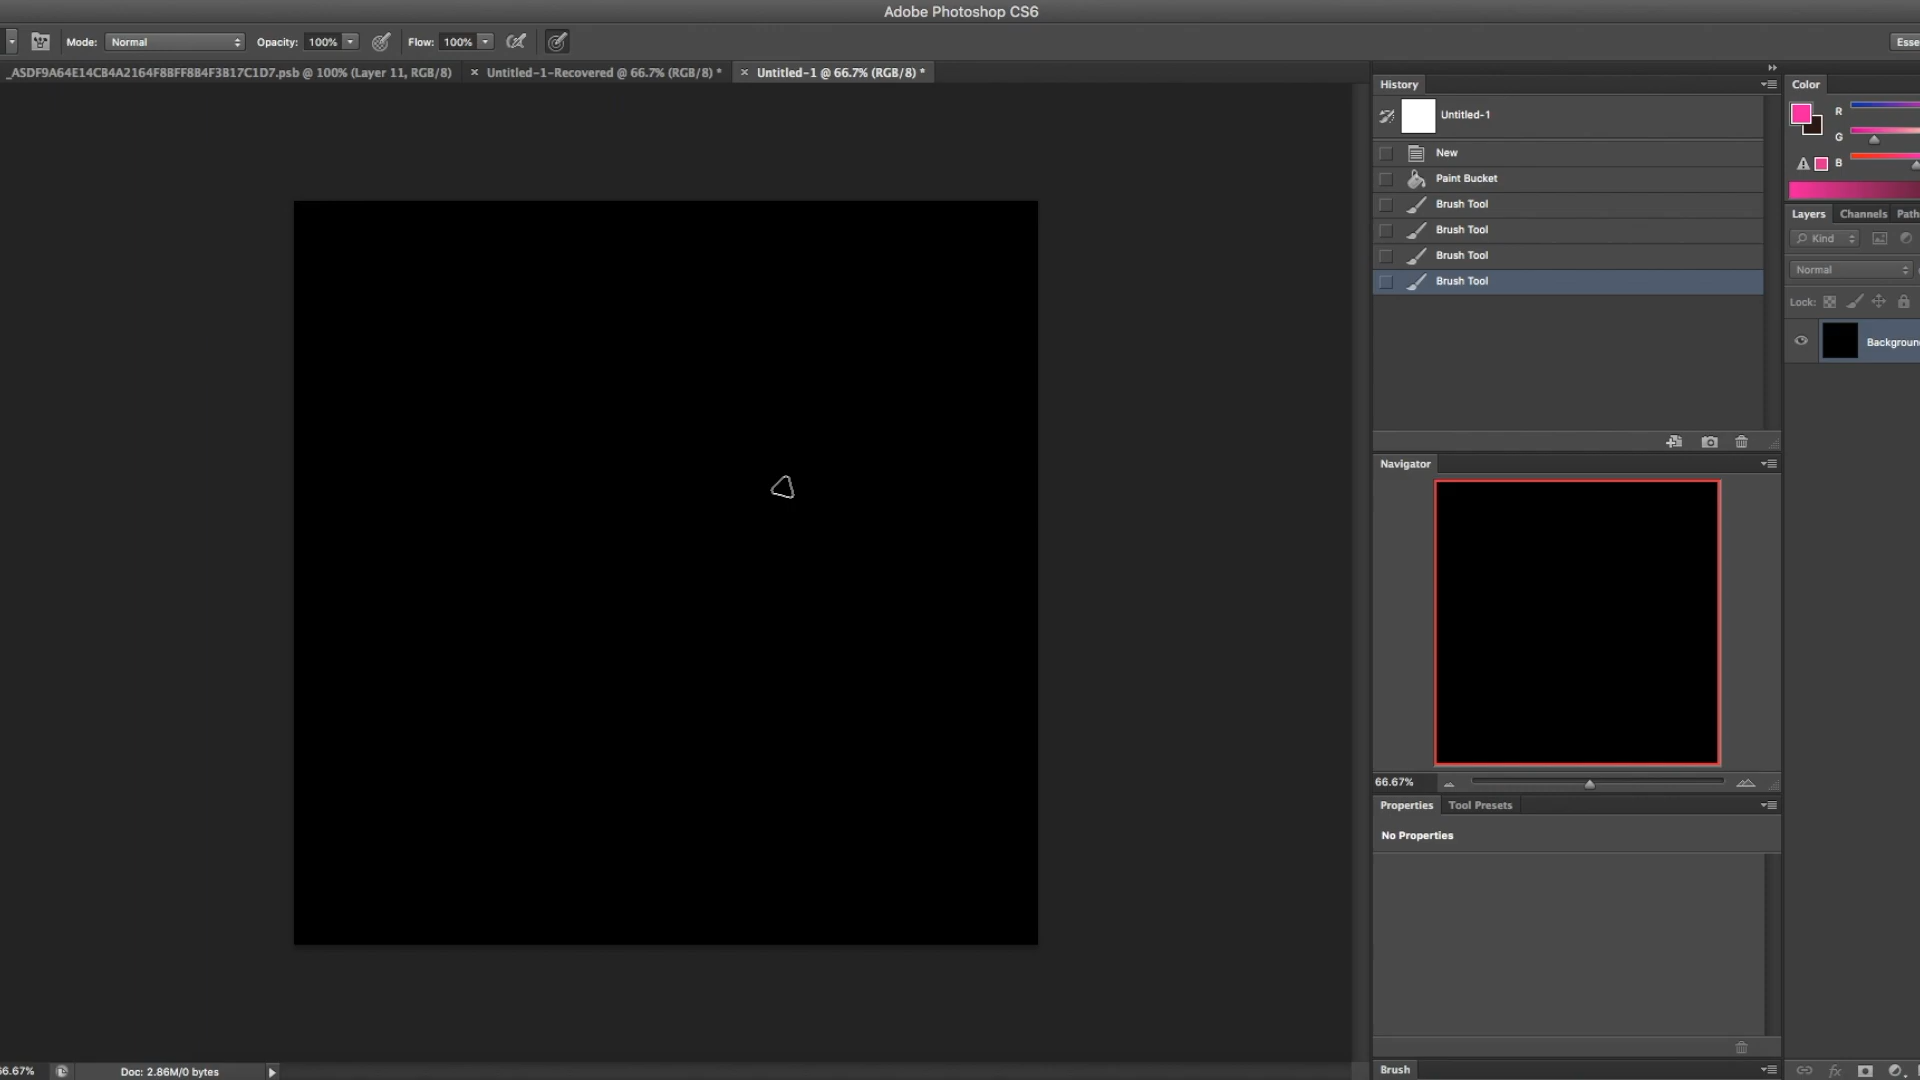 Adobe Photoshop CS6
Mode: Normal Opacity: 100% Flow: 100% Esse
_ASDF9A64E14CB4A2164F8BFF8B4F3B17C1D7.psb @ 100% (Layer 11, RGB/8) × Untitled-1-Recovered @ 66.7% (RGB/8) * × Untitled-1 @ 66.7% (RGB/8) *
History
Untitled-1
New
Paint Bucket
Brush Tool
Brush Tool
Brush Tool
Brush Tool
Navigator
66.67%
Properties Tool Presets
No Properties
Brush
Color
R
G
B
Layers Channels Path
Kind
Normal
Lock:
Background
66.67% Doc: 2.86M/0 bytes